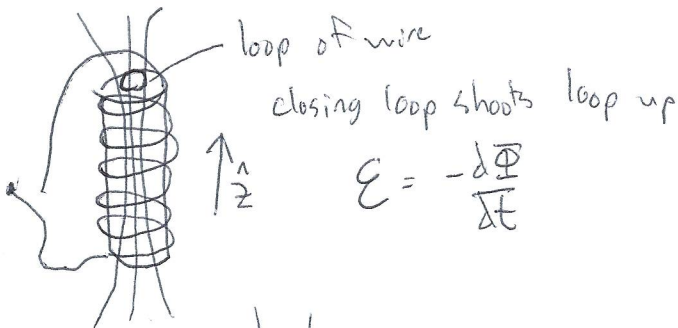 loop of wire
closing loop shoots loop up
ẑ
ℰ = -dΦ/dt